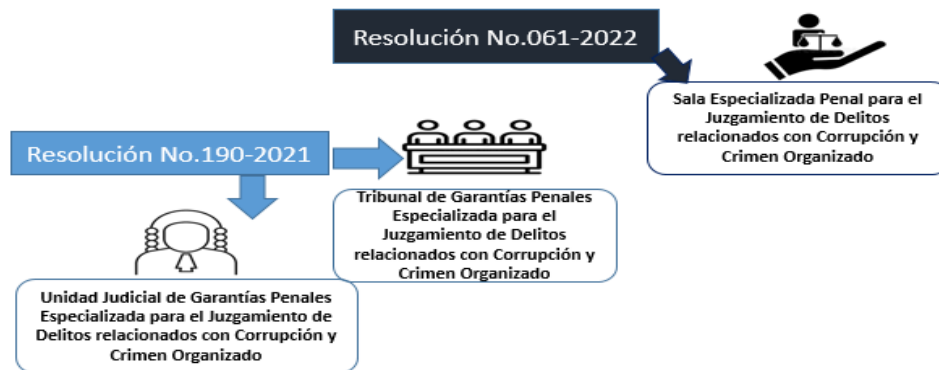 Resolución No.061-2022
Sala Especializada Penal para el
Juzgamiento de Delitos
relacionados con Corrupción y
Crimen Organizado
Resolución No.190-2021
Tribunal de Garantías Penales
Especializada para el
Juzgamiento de Delitos
relacionados con Corrupción y
Crimen Organizado
Unidad Judicial de Garantías Penales
Especializada para el Juzgamiento de
Delitos relacionados con Corrupción y
Crimen Organizado